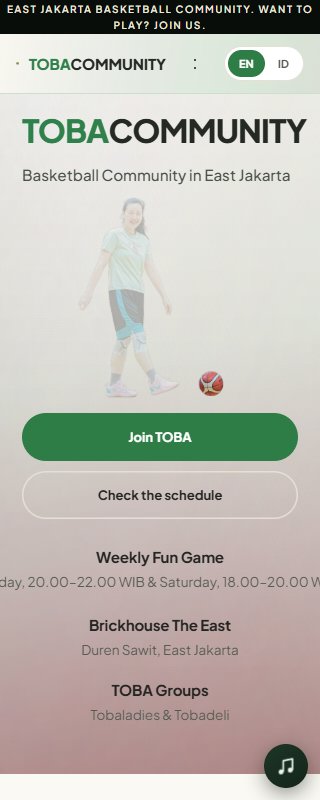 EAST JAKARTA BASKETBALL COMMUNITY. WANT TO
PLAY? JOIN US.
TOBACOMMUNITY
:
EN
ID
TOBACOMMUNITY
Basketball Community in East Jakarta
Join TOBA
Check the schedule
Weekly Fun Game
20.00–22.00 WIB & Saturday, 18.00–20.00
Brickhouse The East
Duren Sawit, East Jakarta
TOBA Groups
Tobaladies & Tobadeli